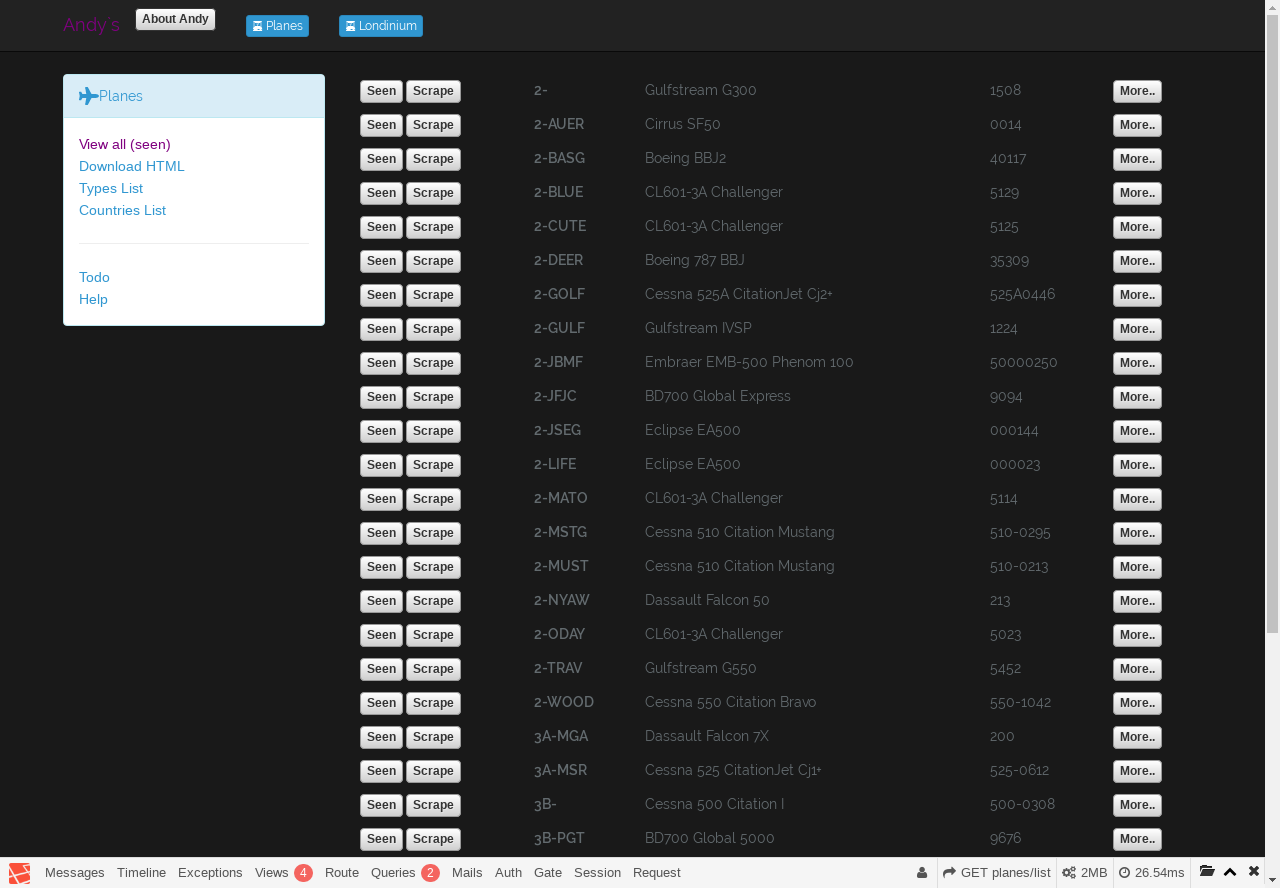 Andy's About Andy Planes Londinium
Planes
View all (seen)
Download HTML
Types List
Countries List
Todo
Help
Seen Scrape 2- Gulfstream G300 1508 More..
Seen Scrape 2-AUER Cirrus SF50 0014 More..
Seen Scrape 2-BASG Boeing BBJ2 40117 More..
Seen Scrape 2-BLUE CL601-3A Challenger 5129 More..
Seen Scrape 2-CUTE CL601-3A Challenger 5125 More..
Seen Scrape 2-DEER Boeing 787 BBJ 35309 More..
Seen Scrape 2-GOLF Cessna 525A CitationJet Cj2+ 525A0446 More..
Seen Scrape 2-GULF Gulfstream IVSP 1224 More..
Seen Scrape 2-JBMF Embraer EMB-500 Phenom 100 50000250 More..
Seen Scrape 2-JFJC BD700 Global Express 9094 More..
Seen Scrape 2-JSEG Eclipse EA500 000144 More..
Seen Scrape 2-LIFE Eclipse EA500 000023 More..
Seen Scrape 2-MATO CL601-3A Challenger 5114 More..
Seen Scrape 2-MSTG Cessna 510 Citation Mustang 510-0295 More..
Seen Scrape 2-MUST Cessna 510 Citation Mustang 510-0213 More..
Seen Scrape 2-NYAW Dassault Falcon 50 213 More..
Seen Scrape 2-ODAY CL601-3A Challenger 5023 More..
Seen Scrape 2-TRAV Gulfstream G550 5452 More..
Seen Scrape 2-WOOD Cessna 550 Citation Bravo 550-1042 More..
Seen Scrape 3A-MGA Dassault Falcon 7X 200 More..
Seen Scrape 3A-MSR Cessna 525 CitationJet Cj1+ 525-0612 More..
Seen Scrape 3B- Cessna 500 Citation I 500-0308 More..
Seen Scrape 3B-PGT BD700 Global 5000 9676 More..
Messages Timeline Exceptions Views 4 Route Queries 2 Mails Auth Gate Session Request GET planes/list 2MB 26.54ms